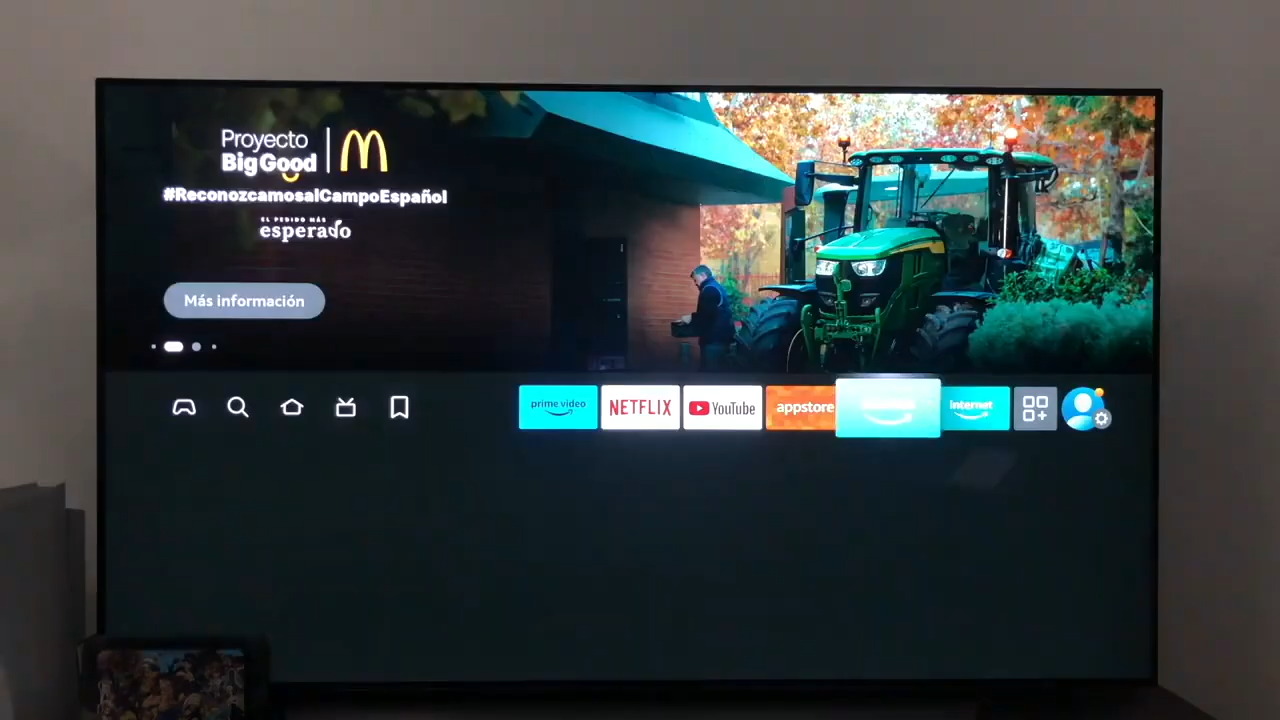 Proyecto
BigGood
#ReconozcamosalCampoEspañol
EL PEDIDO MÁS
esperado
Más información
prime video
NETFLIX
YouTube
appstore
internet